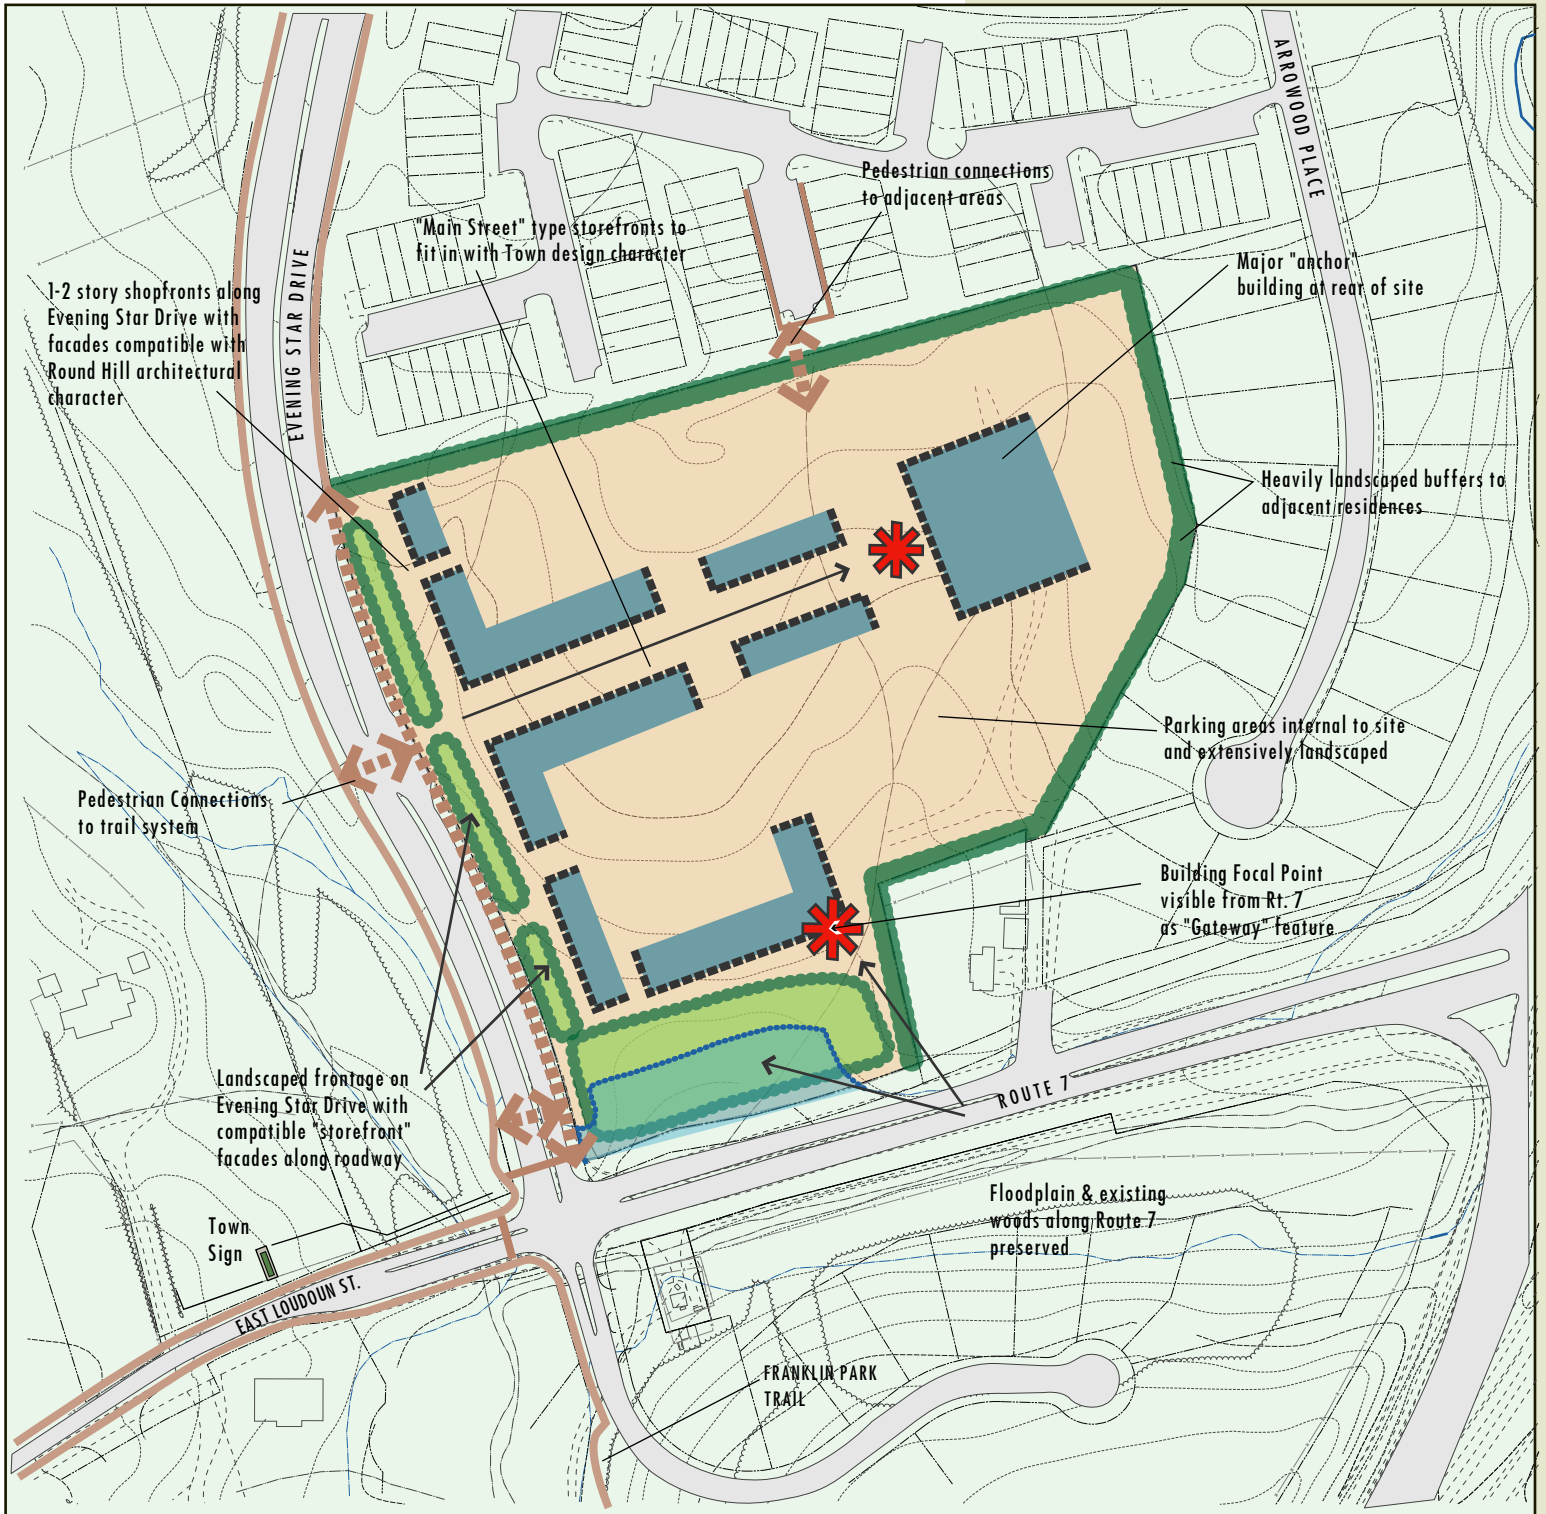 ARROWOOD PLACE
Pedestrian connections
to adjacent areas
"Main Street" type storefronts to
fit in with Town design character
EVENING STAR DRIVE
Major "anchor"
building at rear of site
1-2 story shopfronts along
Evening Star Drive with
facades compatible with
Round Hill architectural
character
Heavily landscaped buffers to
adjacent residences
Parking areas internal to site
and extensively landscaped
Pedestrian Connections
to trail system
Building Focal Point
visible from Rt. 7
as "Gateway" feature
Landscaped frontage on
Evening Star Drive with
compatible "storefront"
facades along roadway
ROUTE 7
Floodplain & existing
woods along Route 7
preserved
Town
Sign
EAST LOUDOUN ST.
FRANKLIN PARK
TRAIL